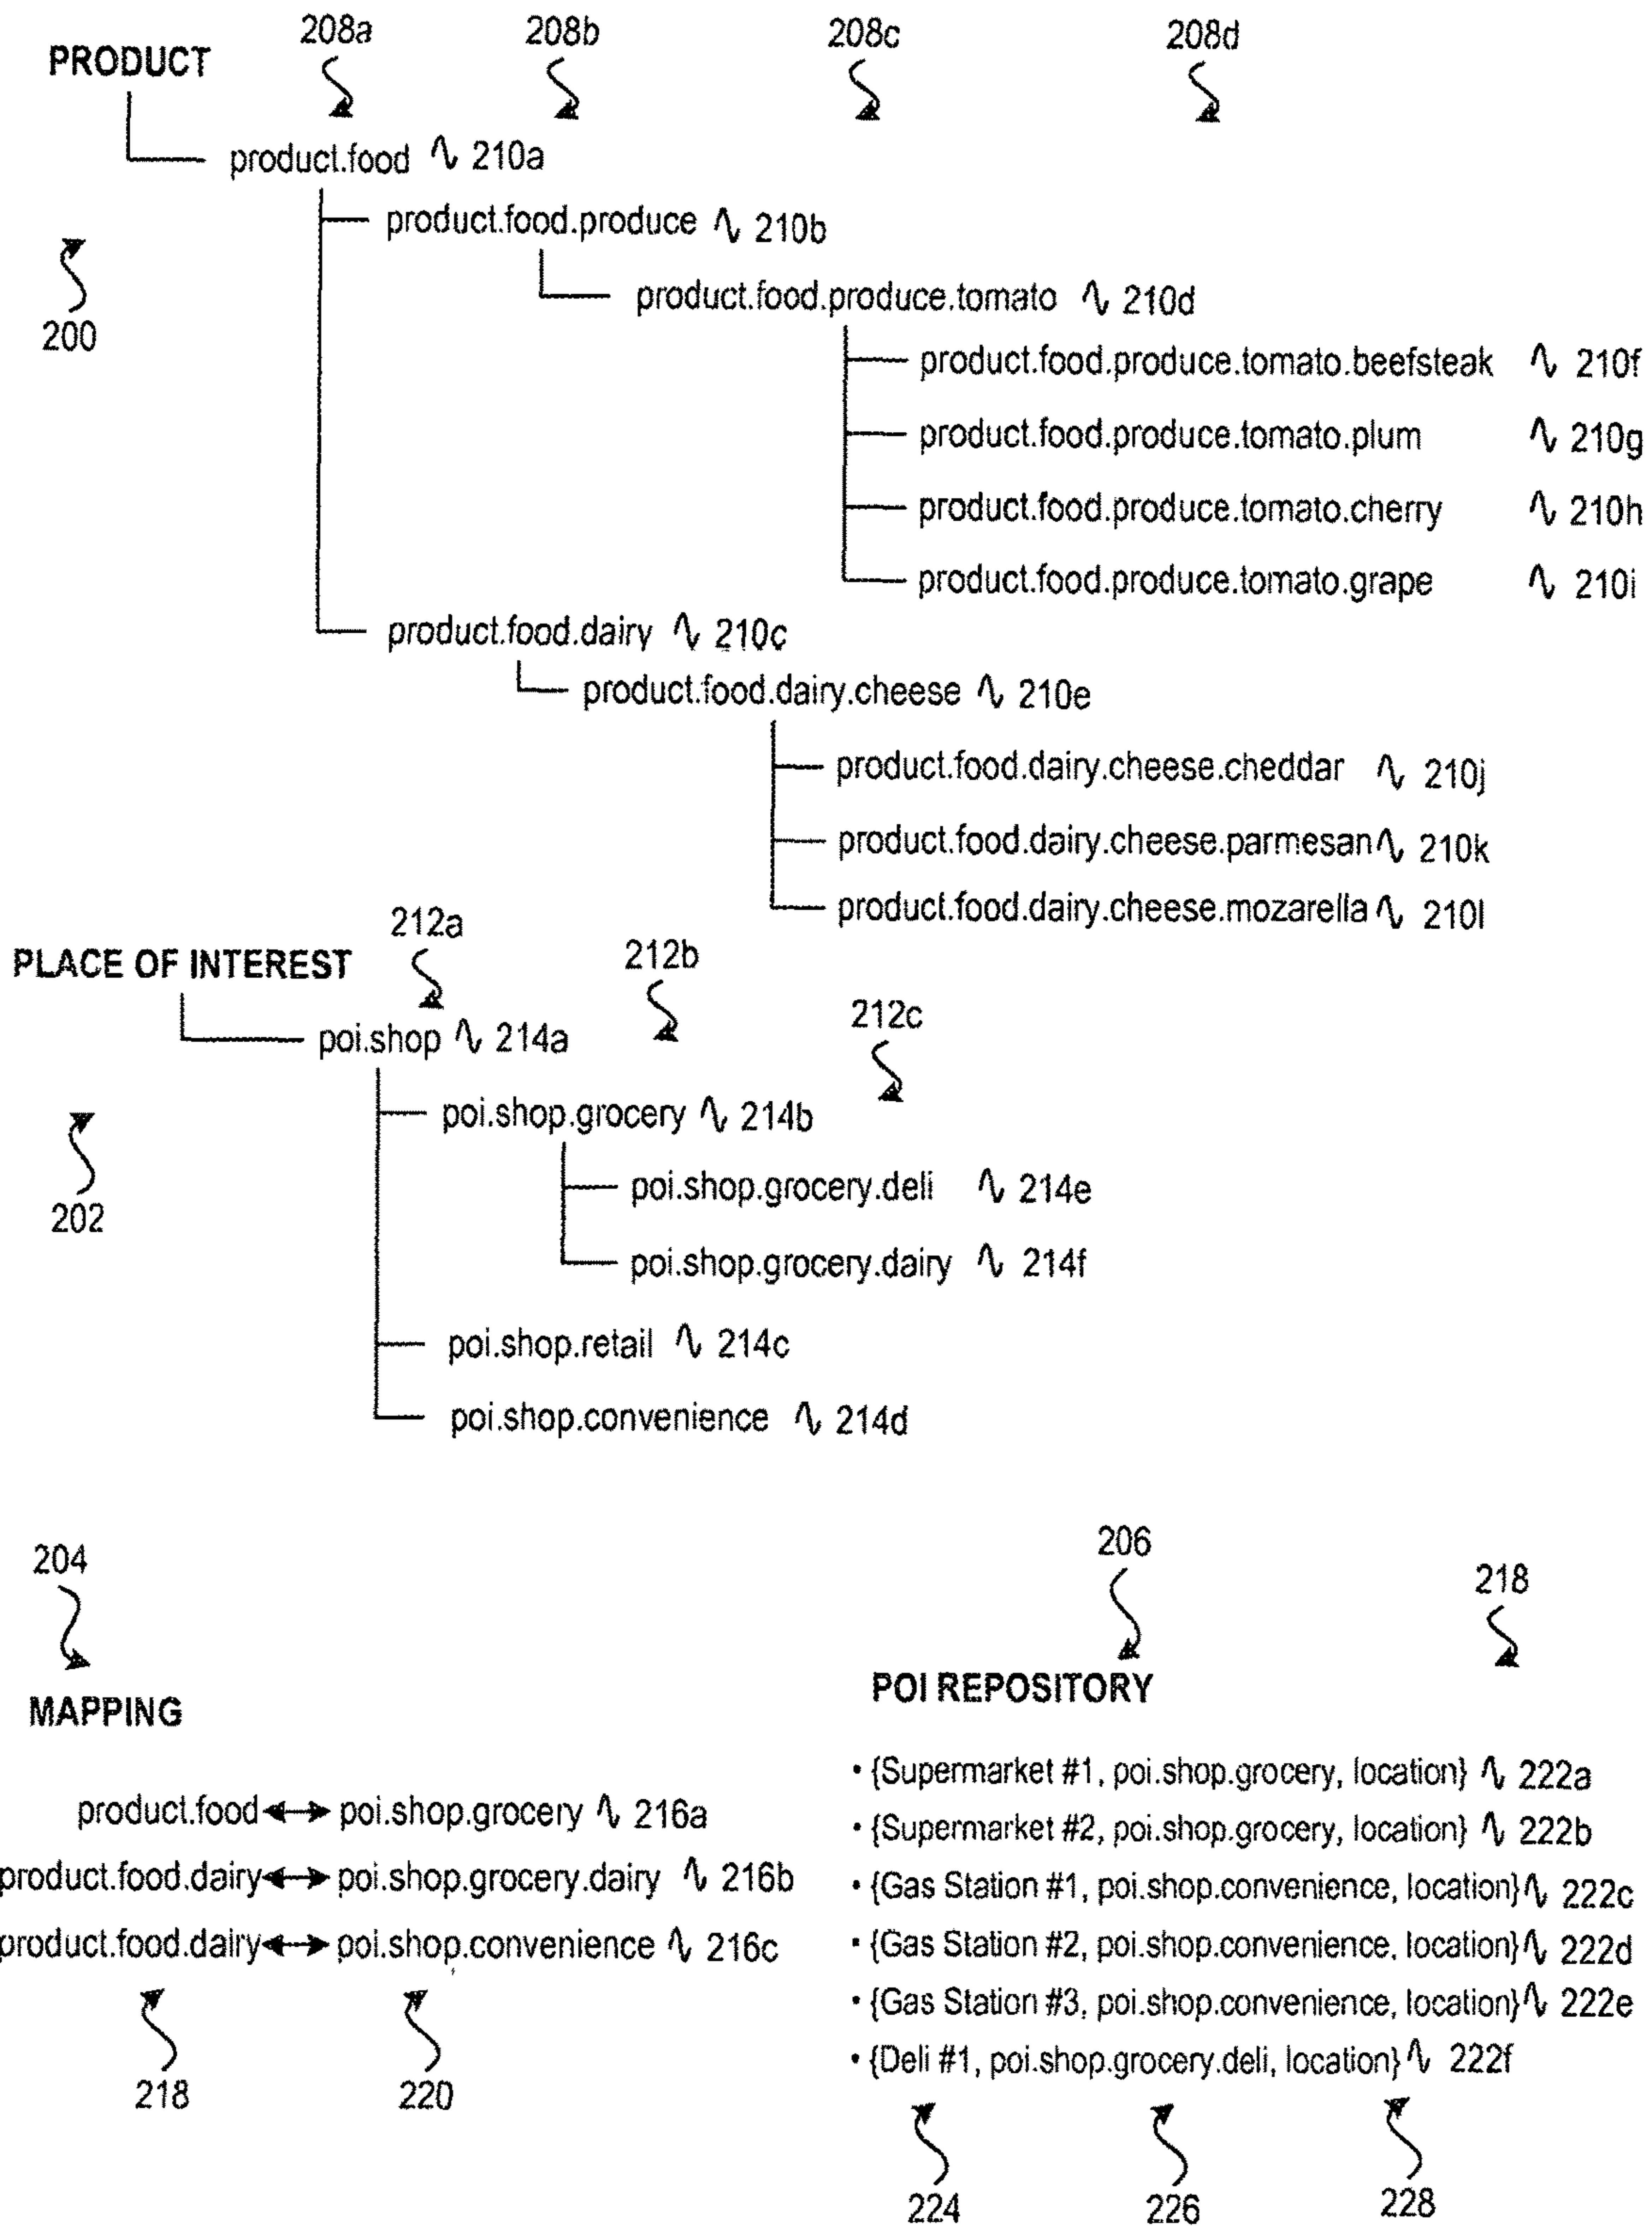 208a 208b 208c 208d
PRODUCT
product.food 210a
product.food.produce 210b
200
product.food.produce.tomato 210d
product.food.produce.tomato.beefsteak 210f
product.food.produce.tomato.plum 210g
product.food.produce.tomato.cherry 210h
product.food.produce.tomato.grape 210i
product.food.dairy 210c
product.food.dairy.cheese 210e
product.food.dairy.cheese.cheddar 210j
product.food.dairy.cheese.parmesan 210k
product.food.dairy.cheese.mozarella 210l
212a 212b 212c
PLACE OF INTEREST
poi.shop 214a
poi.shop.grocery 214b
202
poi.shop.grocery.deli 214e
poi.shop.grocery.dairy 214f
poi.shop.retail 214c
poi.shop.convenience 214d
204
MAPPING
product.food ↔ poi.shop.grocery 216a
product.food.dairy ↔ poi.shop.grocery.dairy 216b
product.food.dairy ↔ poi.shop.convenience 216c
218 220
206 218
POI REPOSITORY
• {Supermarket #1, poi.shop.grocery, location} 222a
• {Supermarket #2, poi.shop.grocery, location} 222b
• {Gas Station #1, poi.shop.convenience, location} 222c
• {Gas Station #2, poi.shop.convenience, location} 222d
• {Gas Station #3, poi.shop.convenience, location} 222e
• {Deli #1, poi.shop.grocery.deli, location} 222f
224 226 228